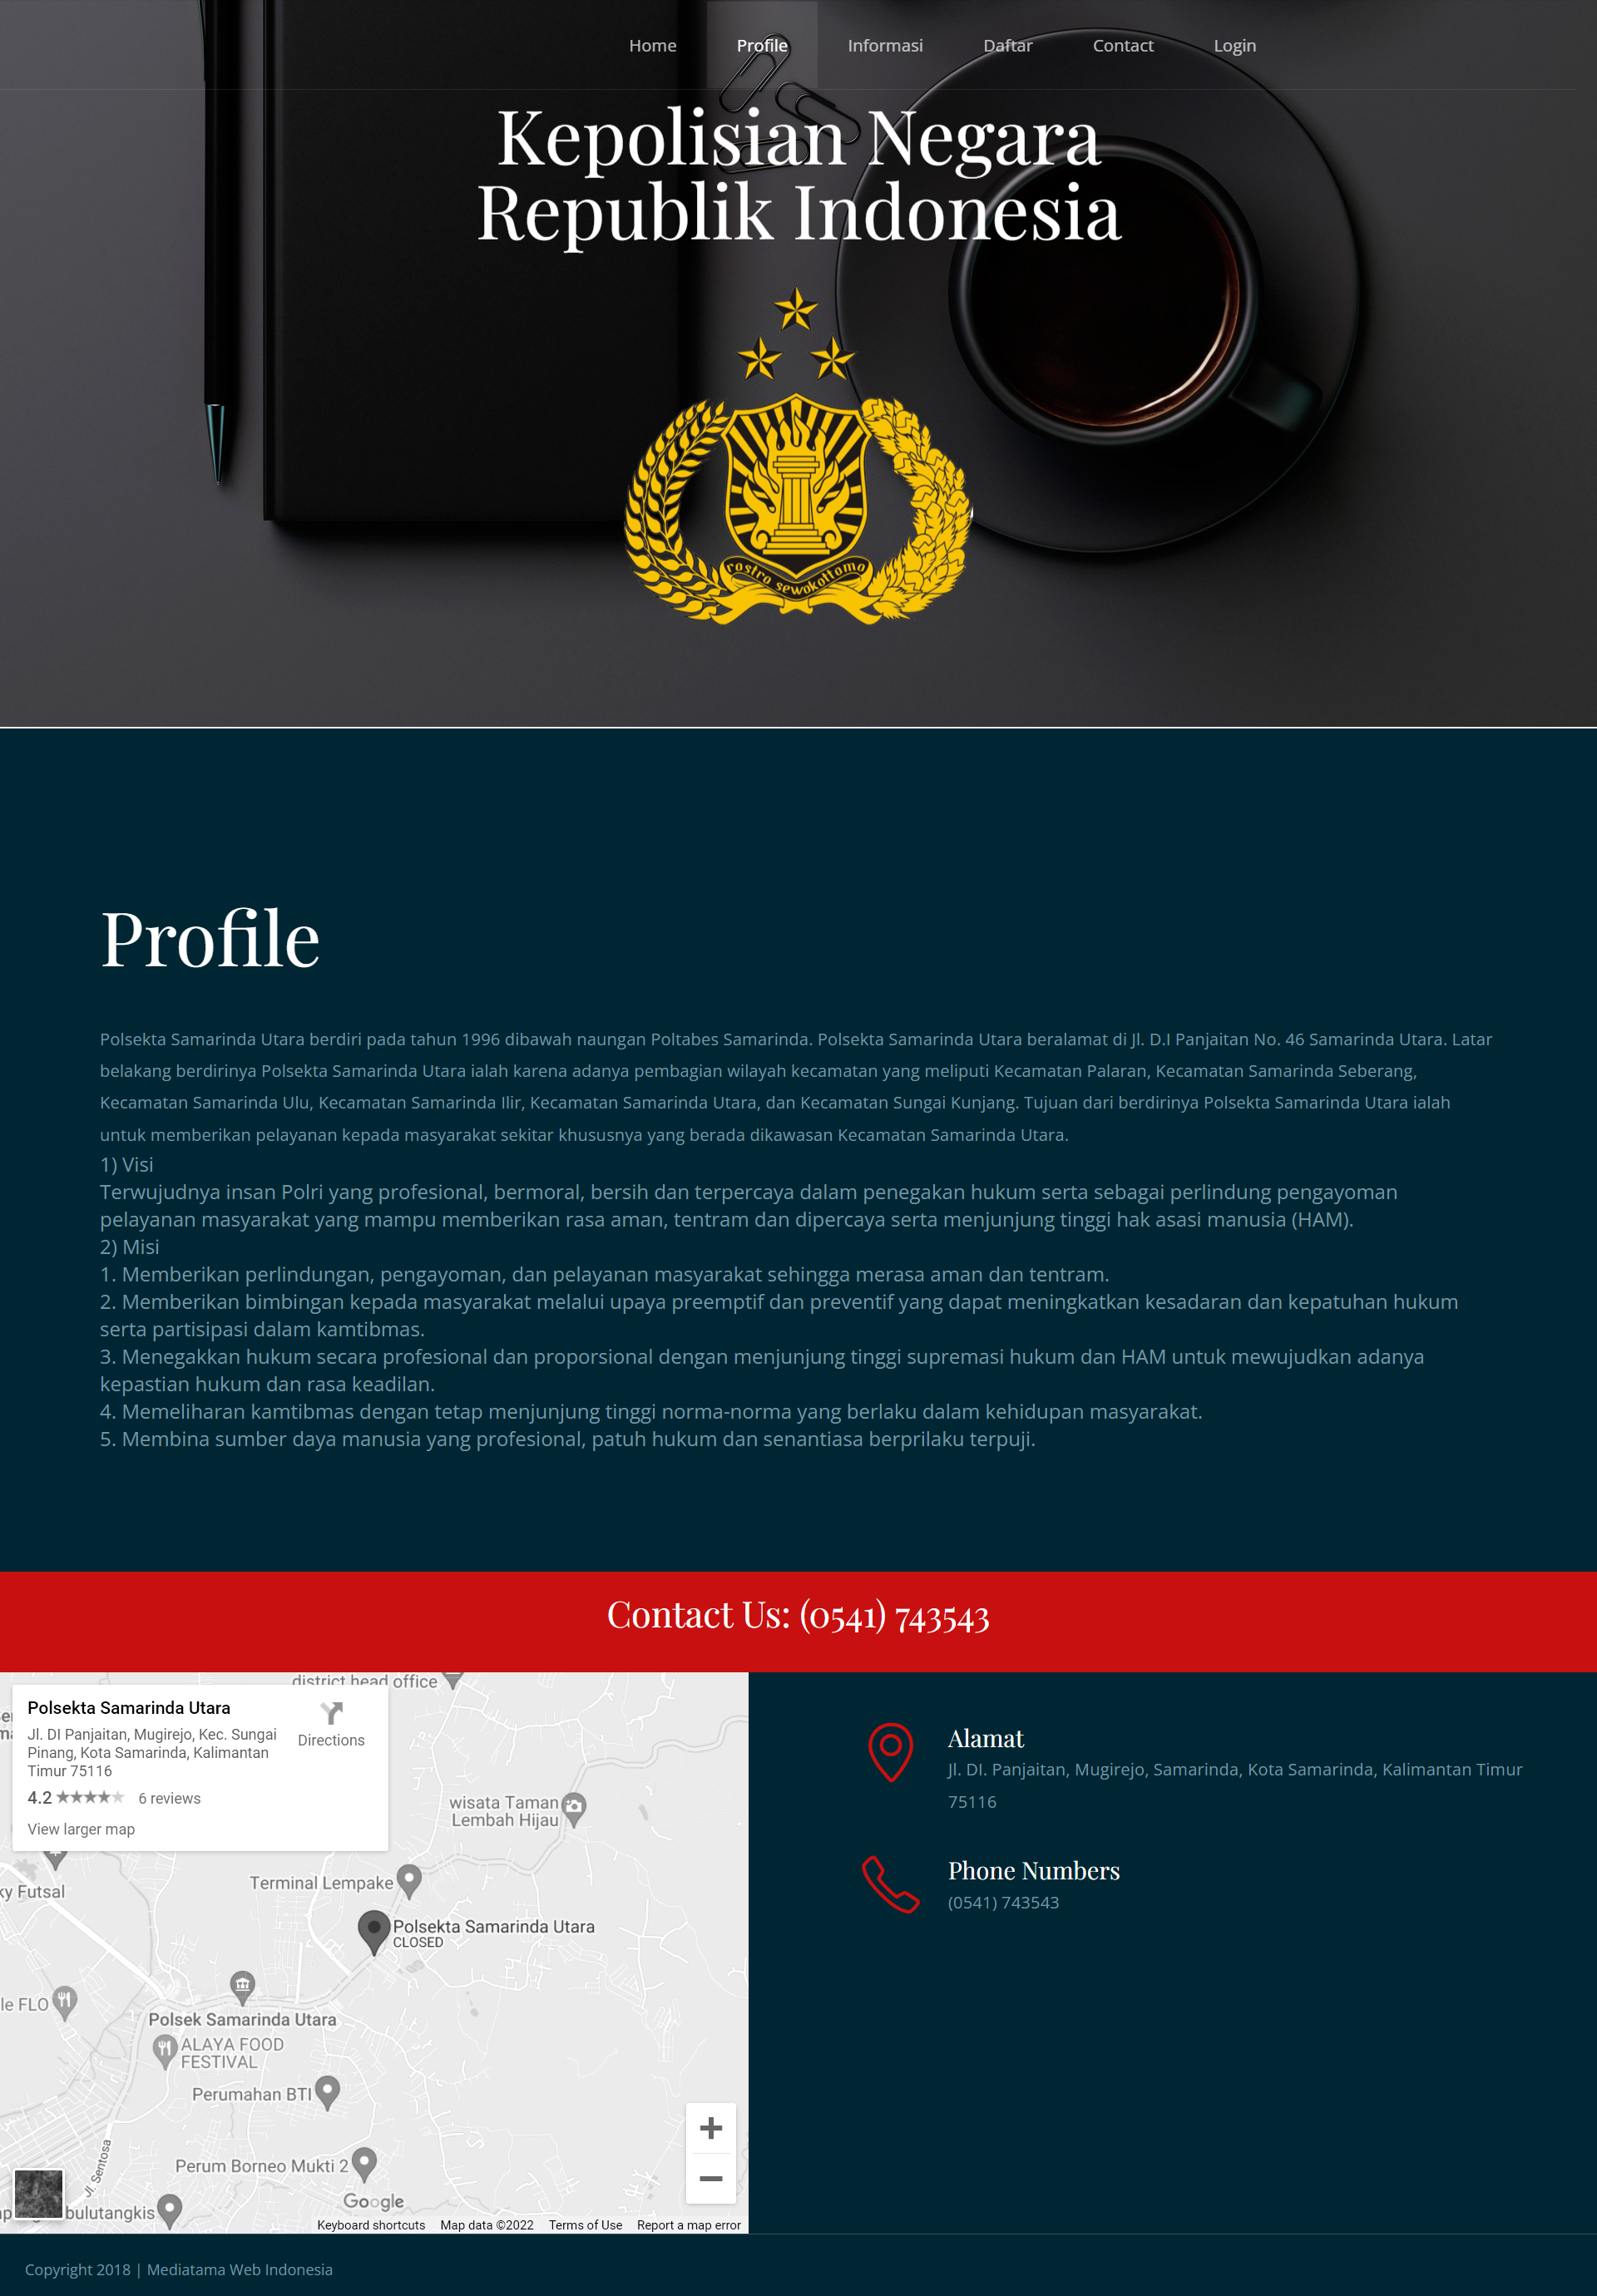 Home Profile Informasi Daftar Contact Login
Kepolisian Negara
Republik Indonesia
rastra sewakottama
Profile
Polsekta Samarinda Utara berdiri pada tahun 1996 dibawah naungan Poltabes Samarinda. Polsekta Samarinda Utara beralamat di Jl. D.I Panjaitan No. 46 Samarinda Utara. Latar
belakang berdirinya Polsekta Samarinda Utara ialah karena adanya pembagian wilayah kecamatan yang meliputi Kecamatan Palaran, Kecamatan Samarinda Seberang,
Kecamatan Samarinda Ulu, Kecamatan Samarinda Ilir, Kecamatan Samarinda Utara, dan Kecamatan Sungai Kunjang. Tujuan dari berdirinya Polsekta Samarinda Utara ialah
untuk memberikan pelayanan kepada masyarakat sekitar khususnya yang berada dikawasan Kecamatan Samarinda Utara.
1) Visi
Terwujudnya insan Polri yang profesional, bermoral, bersih dan terpercaya dalam penegakan hukum serta sebagai perlindung pengayoman
pelayanan masyarakat yang mampu memberikan rasa aman, tentram dan dipercaya serta menjunjung tinggi hak asasi manusia (HAM).
2) Misi
1. Memberikan perlindungan, pengayoman, dan pelayanan masyarakat sehingga merasa aman dan tentram.
2. Memberikan bimbingan kepada masyarakat melalui upaya preemptif dan preventif yang dapat meningkatkan kesadaran dan kepatuhan hukum
serta partisipasi dalam kamtibmas.
3. Menegakkan hukum secara profesional dan proporsional dengan menjunjung tinggi supremasi hukum dan HAM untuk mewujudkan adanya
kepastian hukum dan rasa keadilan.
4. Memeliharan kamtibmas dengan tetap menjunjung tinggi norma-norma yang berlaku dalam kehidupan masyarakat.
5. Membina sumber daya manusia yang profesional, patuh hukum dan senantiasa berprilaku terpuji.
Contact Us: (0541) 743543
district head office
Polsekta Samarinda Utara
Jl. DI Panjaitan, Mugirejo, Kec. Sungai
Pinang, Kota Samarinda, Kalimantan
Timur 75116
Directions
4.2 6 reviews
View larger map
wisata Taman
Lembah Hijau
Terminal Lempake
ky Futsal
Polsekta Samarinda Utara
CLOSED
le FLO
Polsek Samarinda Utara
ALAYA FOOD
FESTIVAL
Perumahan BTI
Perum Borneo Mukti 2
Jl. Sentosa
bulutangkis
Google
Keyboard shortcuts Map data ©2022 Terms of Use Report a map error
Alamat
Jl. DI. Panjaitan, Mugirejo, Samarinda, Kota Samarinda, Kalimantan Timur
75116
Phone Numbers
(0541) 743543
Copyright 2018 | Mediatama Web Indonesia